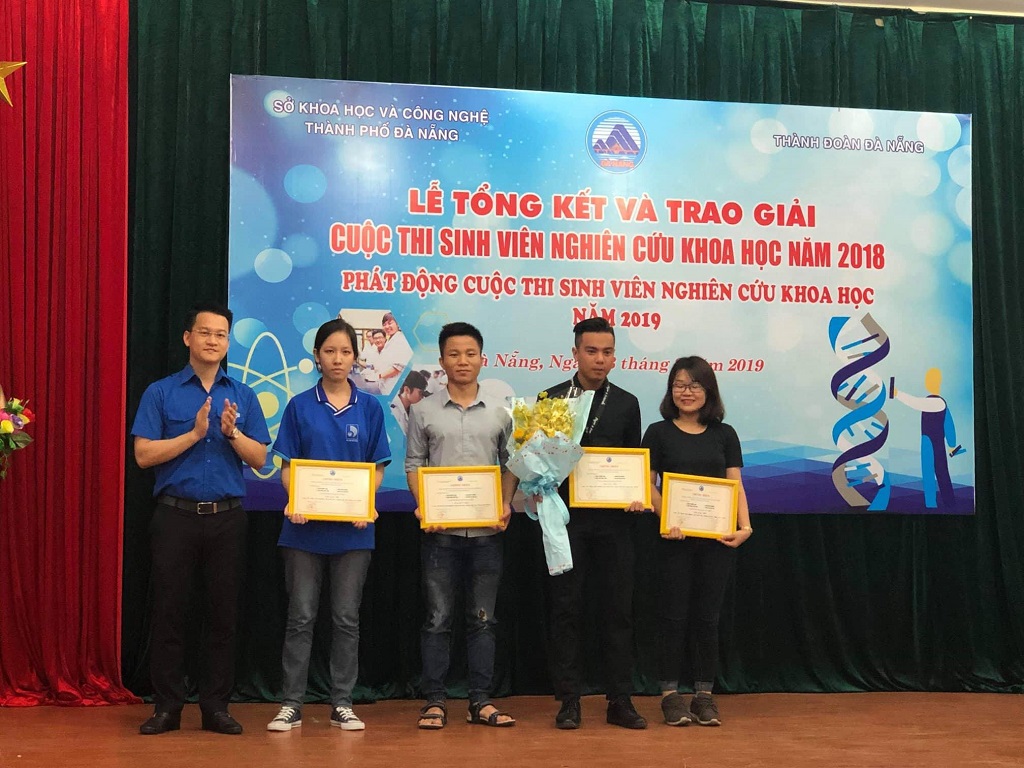 SỞ KHOA HỌC VÀ CÔNG NGHỆ
THÀNH PHỐ ĐÀ NẴNG
THÀNH ĐOÀN ĐÀ NẴNG
LỄ TỔNG KẾT VÀ TRAO GIẢI
CUỘC THI SINH VIÊN NGHIÊN CỨU KHOA HỌC NĂM 2018
PHÁT ĐỘNG CUỘC THI SINH VIÊN NGHIÊN CỨU KHOA HỌC
NĂM 2019
Nẵng, tháng năm 2019